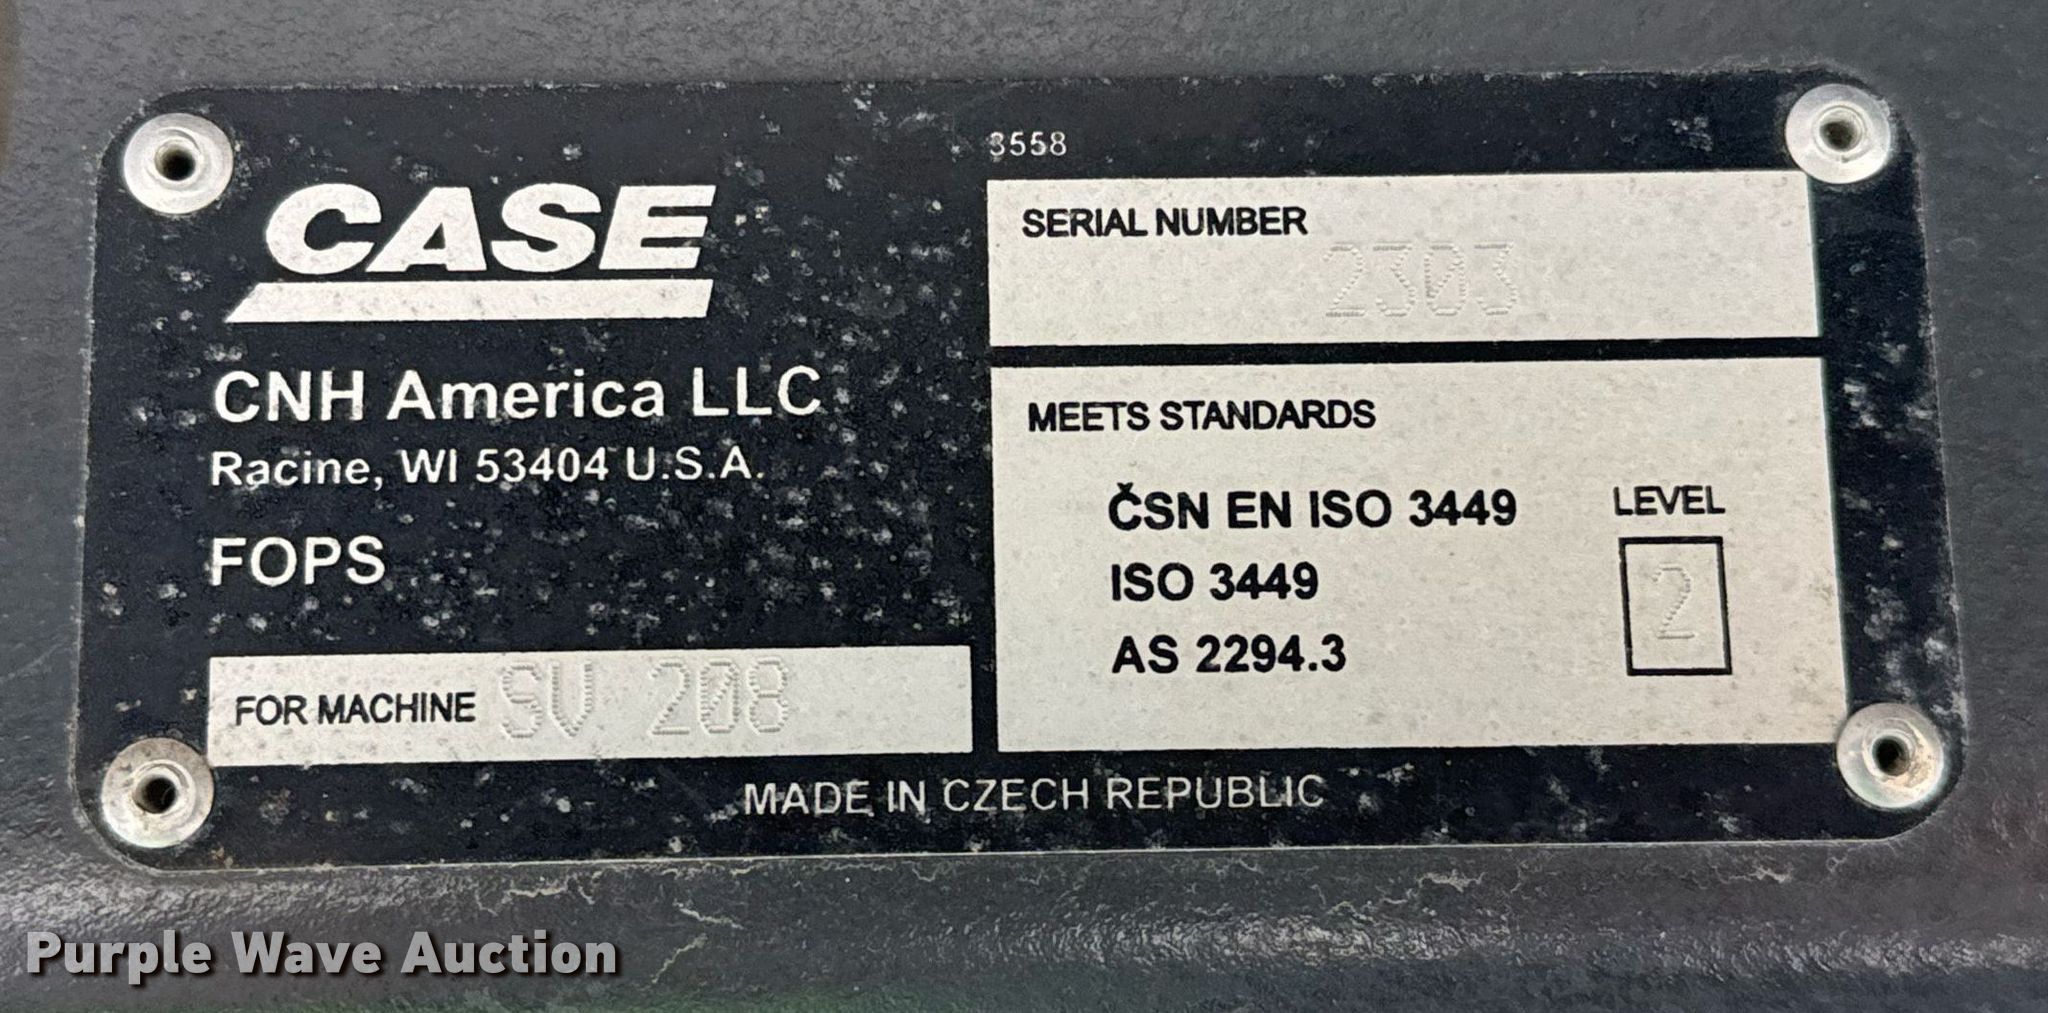 CASE
CNH America LLC
Racine, WI 53404 U.S.A.
FOPS
FOR MACHINE SV 208
3558
SERIAL NUMBER
2303
MEETS STANDARDS
ČSN EN ISO 3449
ISO 3449
AS 2294.3
LEVEL
2
MADE IN CZECH REPUBLIC
Purple Wave Auction